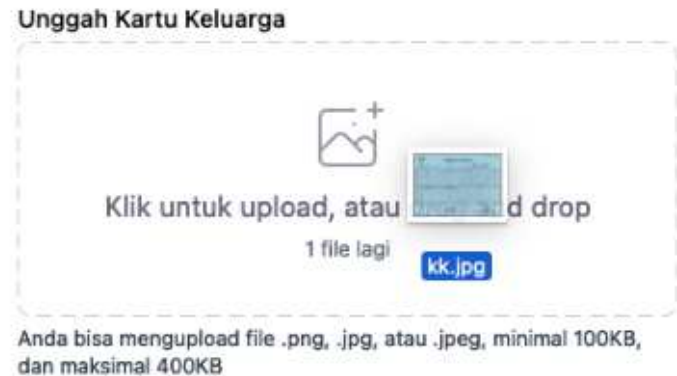 Unggah Kartu Keluarga
Klik untuk upload, atau d drop
1 file lagi
kk.jpg
Anda bisa mengupload file .png, .jpg, atau .jpeg, minimal 100KB,
dan maksimal 400KB